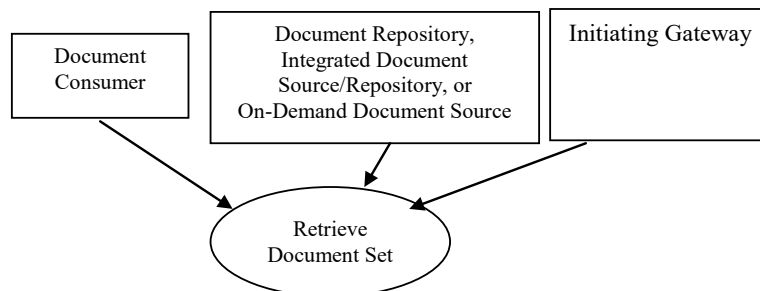 Document
Consumer
Document Repository,
Integrated Document
Source/Repository, or
On-Demand Document Source
Initiating Gateway
Retrieve
Document Set